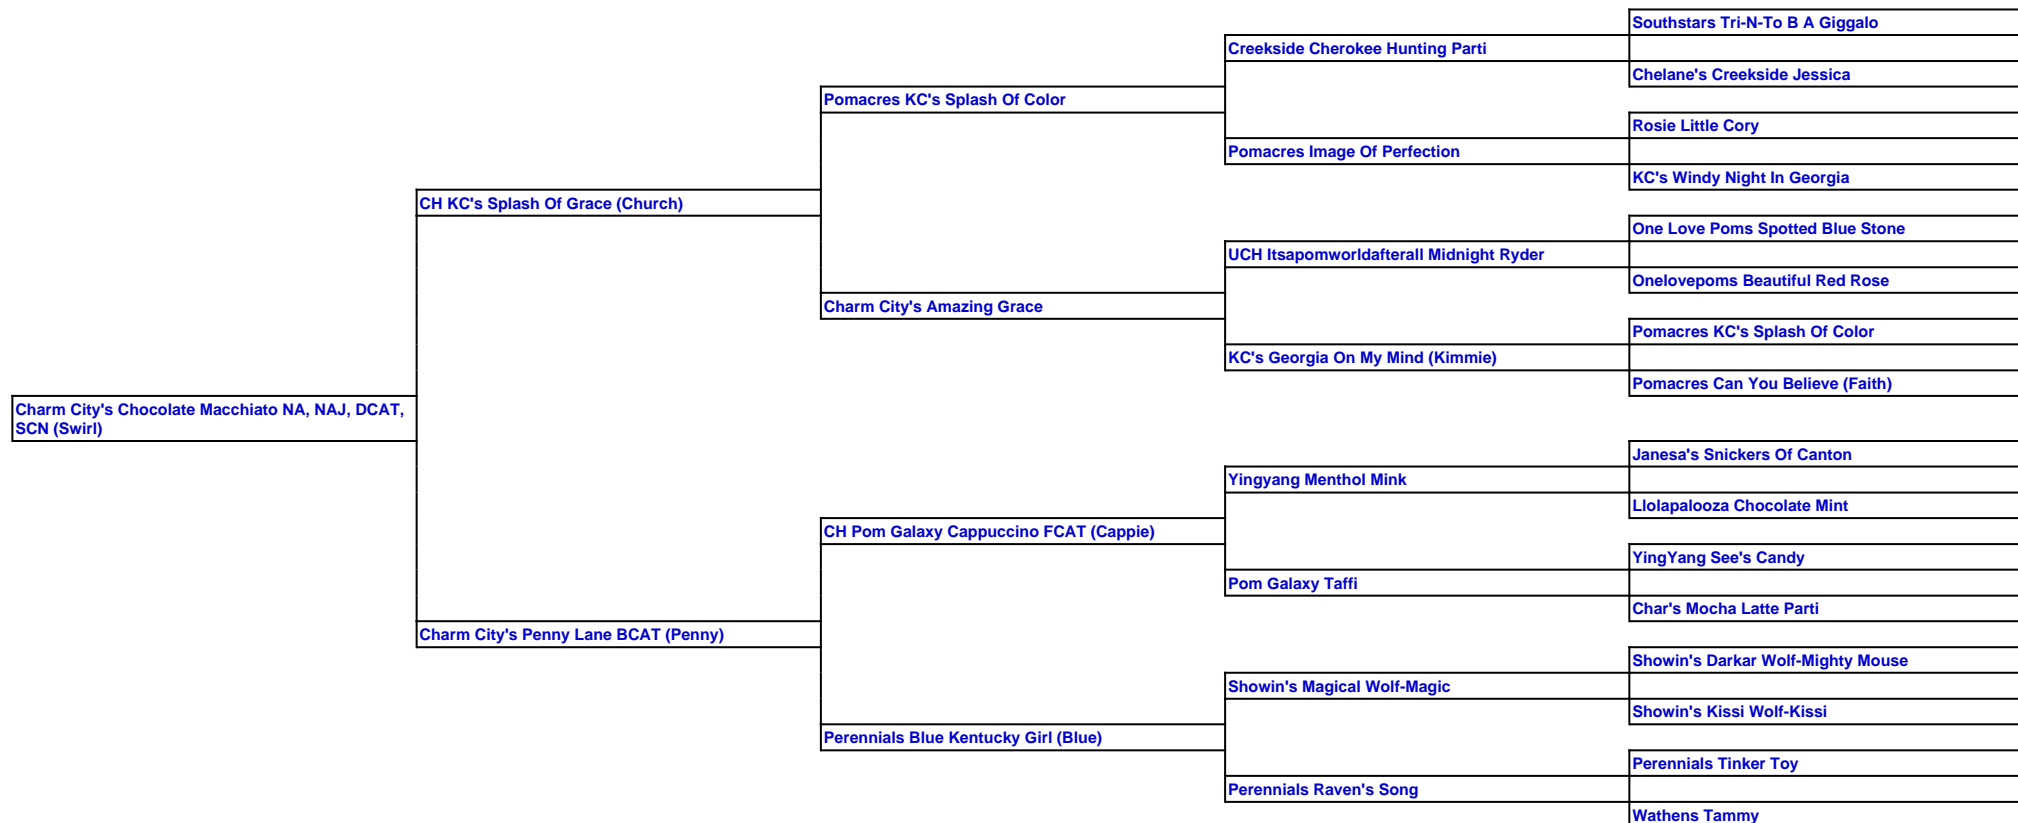 Southstars Tri-N-To B A Giggalo
Creekside Cherokee Hunting Parti
Chelane's Creekside Jessica
Pomacres KC's Splash Of Color
Rosie Little Cory
Pomacres Image Of Perfection
KC's Windy Night In Georgia
CH KC's Splash Of Grace (Church)
One Love Poms Spotted Blue Stone
UCH Itsapomworldafterall Midnight Ryder
Onelovepoms Beautiful Red Rose
Charm City's Amazing Grace
Pomacres KC's Splash Of Color
KC's Georgia On My Mind (Kimmie)
Pomacres Can You Believe (Faith)
Charm City's Chocolate Macchiato NA, NAJ, DCAT,
SCN (Swirl)
Janesa's Snickers Of Canton
Yingyang Menthol Mink
Llolapalooza Chocolate Mint
CH Pom Galaxy Cappuccino FCAT (Cappie)
YingYang See's Candy
Pom Galaxy Taffi
Char's Mocha Latte Parti
Charm City's Penny Lane BCAT (Penny)
Showin's Darkar Wolf-Mighty Mouse
Showin's Magical Wolf-Magic
Showin's Kissi Wolf-Kissi
Perennials Blue Kentucky Girl (Blue)
Perennials Tinker Toy
Perennials Raven's Song
Wathens Tammy